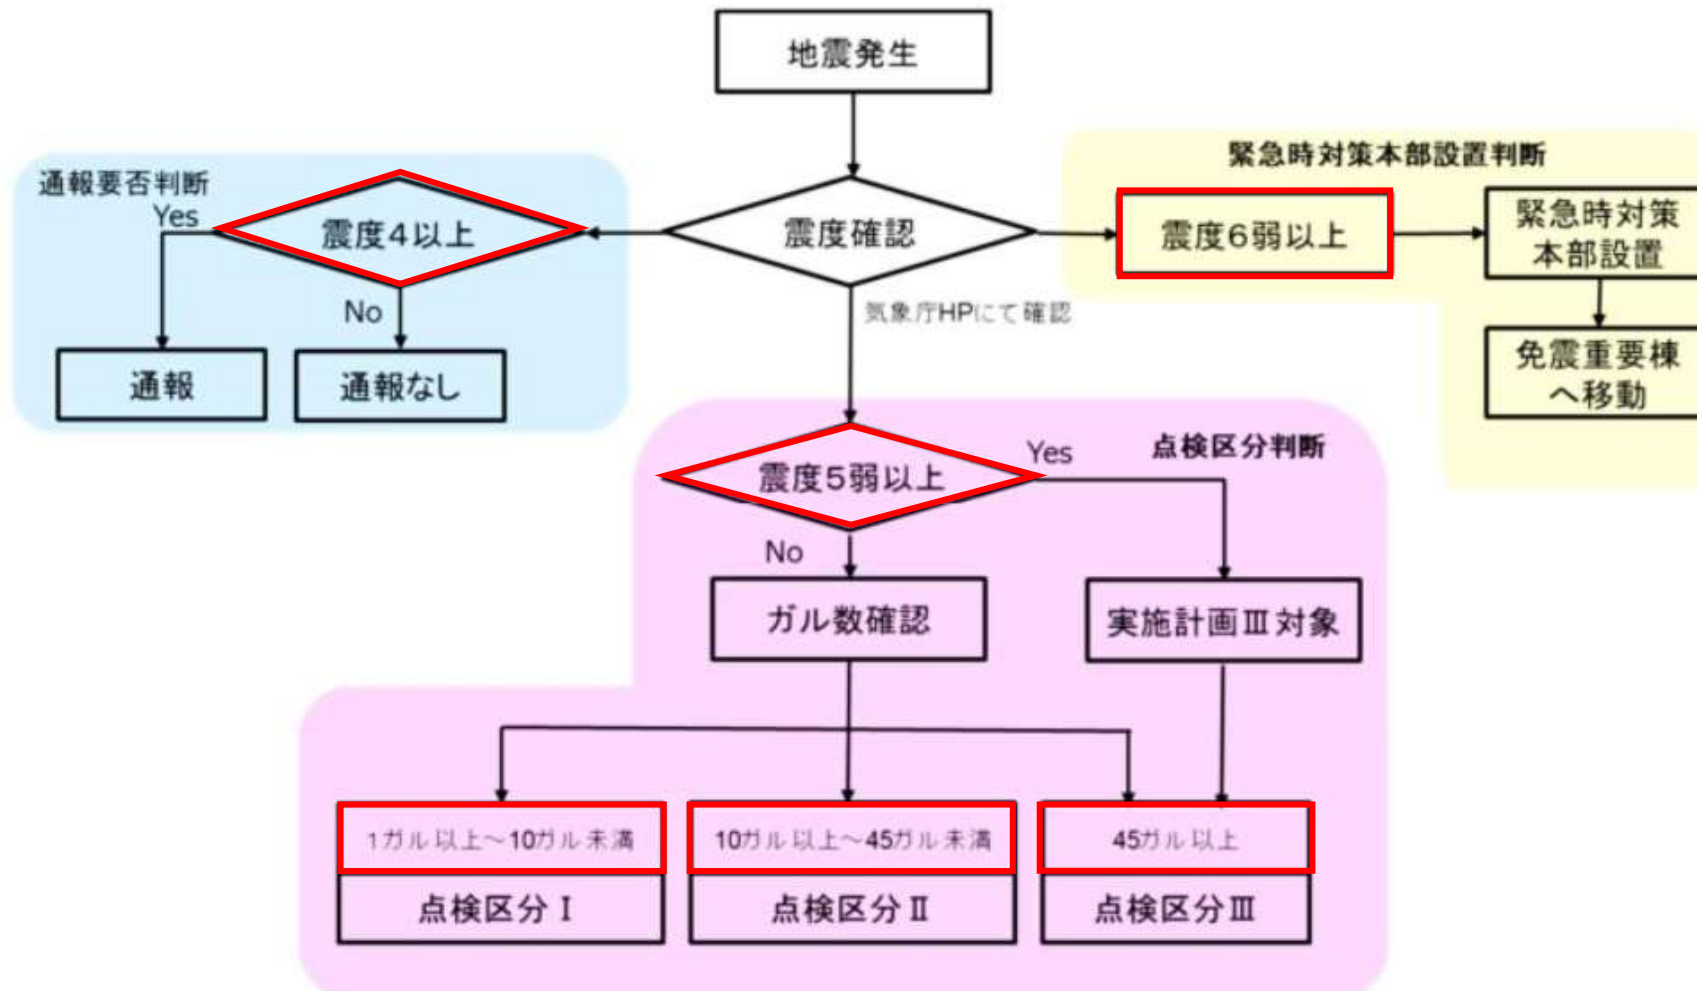 地震発生
緊急時対策本部設置判断
通報要否判断
Yes
震度4以上
震度確認
震度6弱以上
緊急時対策
本部設置
No
気象庁HPにて確認
通報
通報なし
免震重要棟
へ移動
点検区分判断
Yes
震度5弱以上
No
ガル数確認
実施計画Ⅲ対象
1ガル以上～10ガル未満
10ガル以上～45ガル未満
45ガル以上
点検区分Ⅰ
点検区分Ⅱ
点検区分Ⅲ